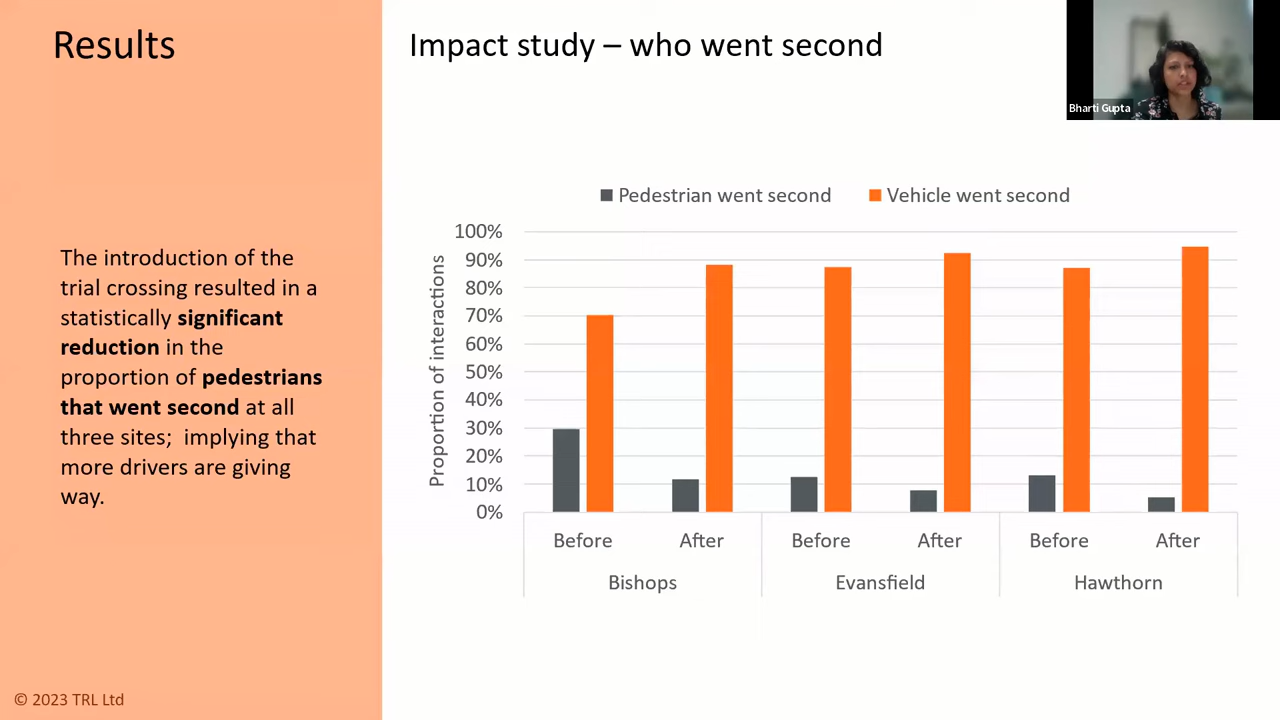 Results
Impact study – who went second
Bharti Gupta
The introduction of the
trial crossing resulted in a
statistically significant
reduction in the
proportion of pedestrians
that went second at all
three sites;  implying that
more drivers are giving
way.
Pedestrian went second
Vehicle went second
Proportion of interactions
100%
90%
80%
70%
60%
50%
40%
30%
20%
10%
0%
Before After Before After Before After
Bishops Evansfield Hawthorn
© 2023 TRL Ltd